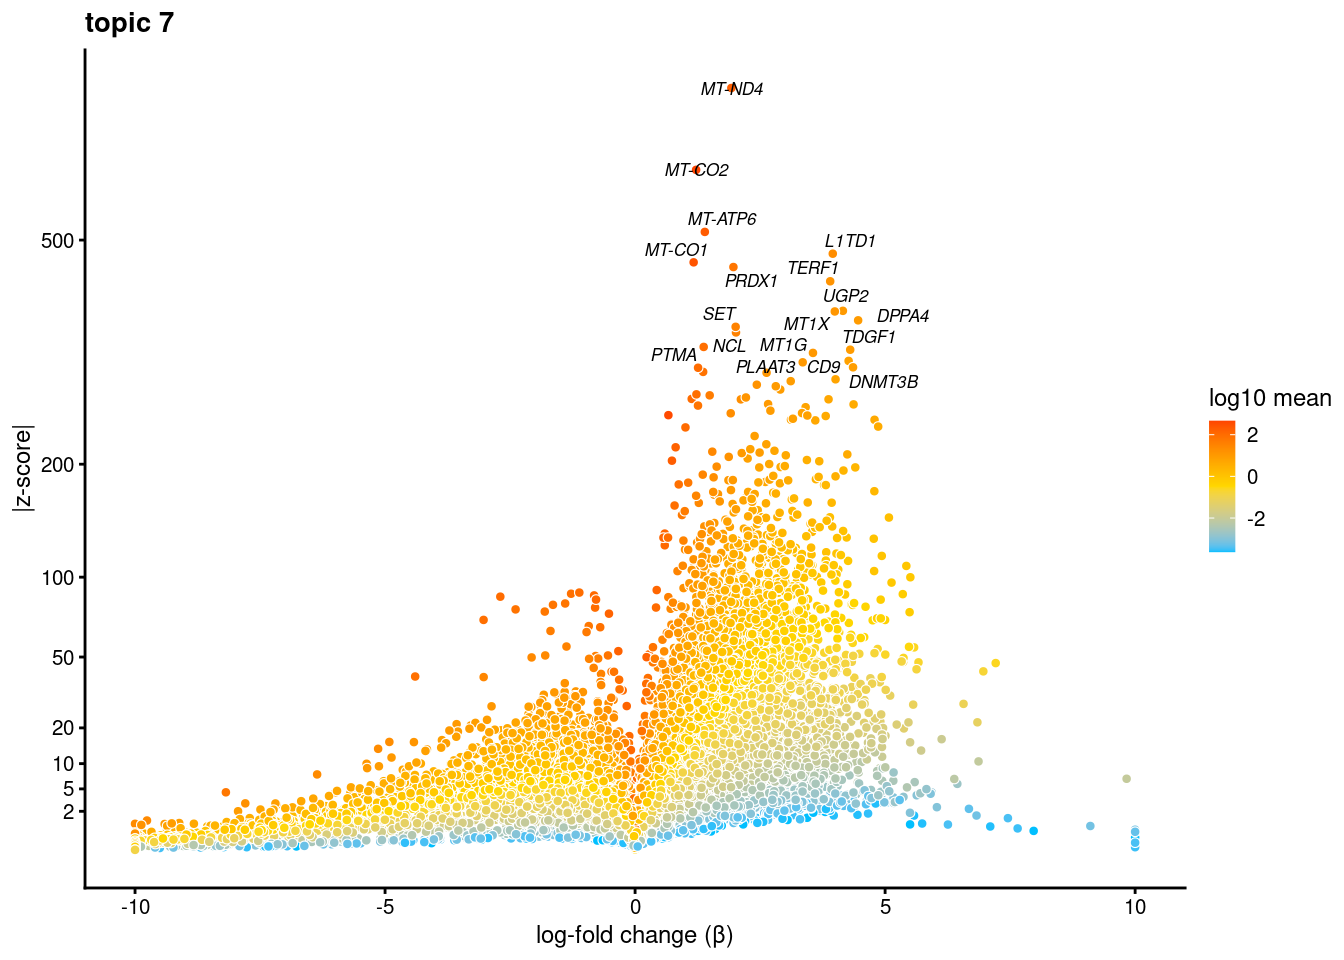 topic 7
MT-ND4
MT-CO2
MT-ATP6
L1TD1
MT-CO1
TERF1
PRDX1
UGP2
SET
DPPA4
MT1X
TDGF1
NCL
MT1G
PTMA
PLAAT3
CD9
DNMT3B
500
200
100
50
20
10
5
2
|z-score|
-10
-5
0
5
10
log-fold change (β)
log10 mean
2
0
-2